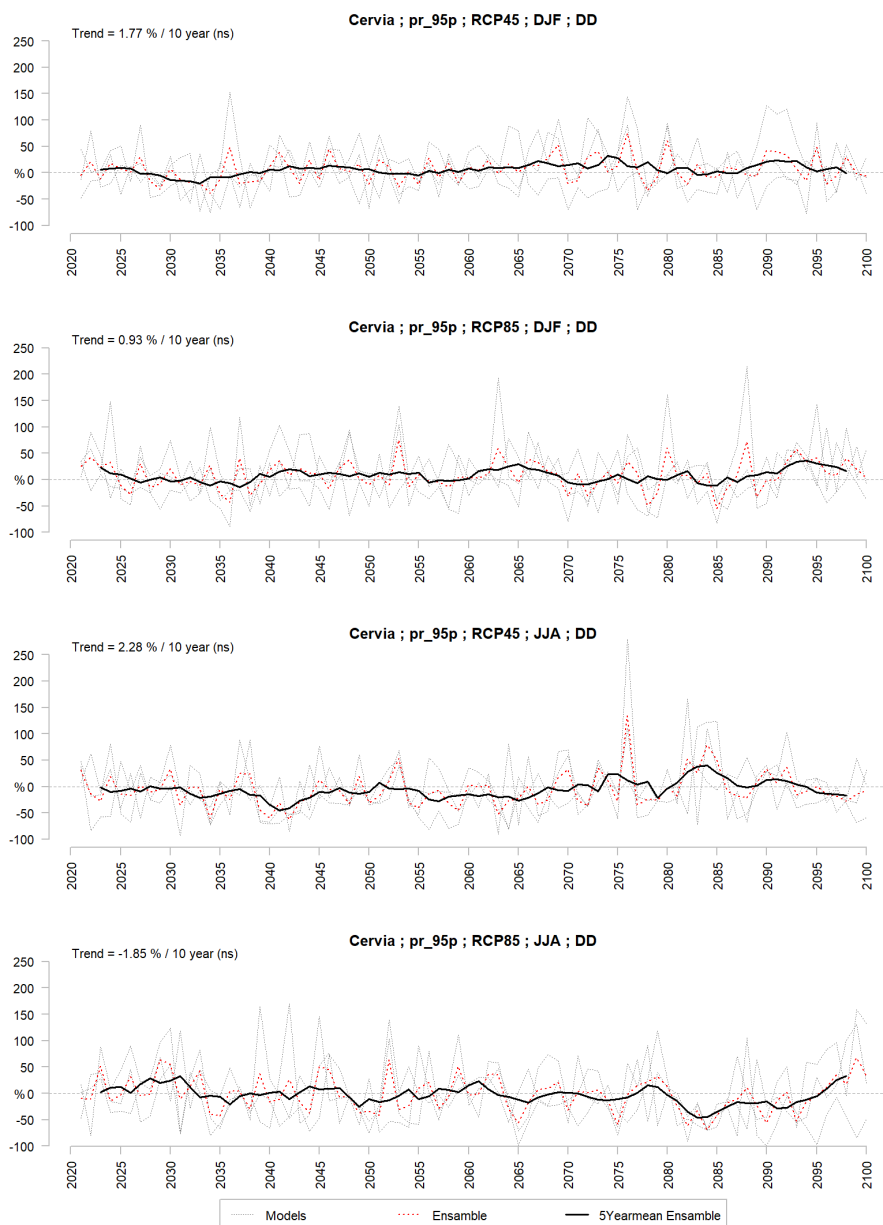 Cervia ; pr_95p ; RCP45 ; DJF ; DD
Trend = 1.77 % / 10 year (ns)
250
200
150
100
50
% 0
-50
-100
2020 2025 2030 2035 2040 2045 2050 2055 2060 2065 2070 2075 2080 2085 2090 2095 2100
Cervia ; pr_95p ; RCP85 ; DJF ; DD
Trend = 0.93 % / 10 year (ns)
250
200
150
100
50
% 0
-50
-100
2020 2025 2030 2035 2040 2045 2050 2055 2060 2065 2070 2075 2080 2085 2090 2095 2100
Cervia ; pr_95p ; RCP45 ; JJA ; DD
Trend = 2.28 % / 10 year (ns)
250
200
150
100
50
% 0
-50
-100
2020 2025 2030 2035 2040 2045 2050 2055 2060 2065 2070 2075 2080 2085 2090 2095 2100
Cervia ; pr_95p ; RCP85 ; JJA ; DD
Trend = -1.85 % / 10 year (ns)
250
200
150
100
50
% 0
-50
-100
2020 2025 2030 2035 2040 2045 2050 2055 2060 2065 2070 2075 2080 2085 2090 2095 2100
Models Ensamble 5Yearmean Ensamble